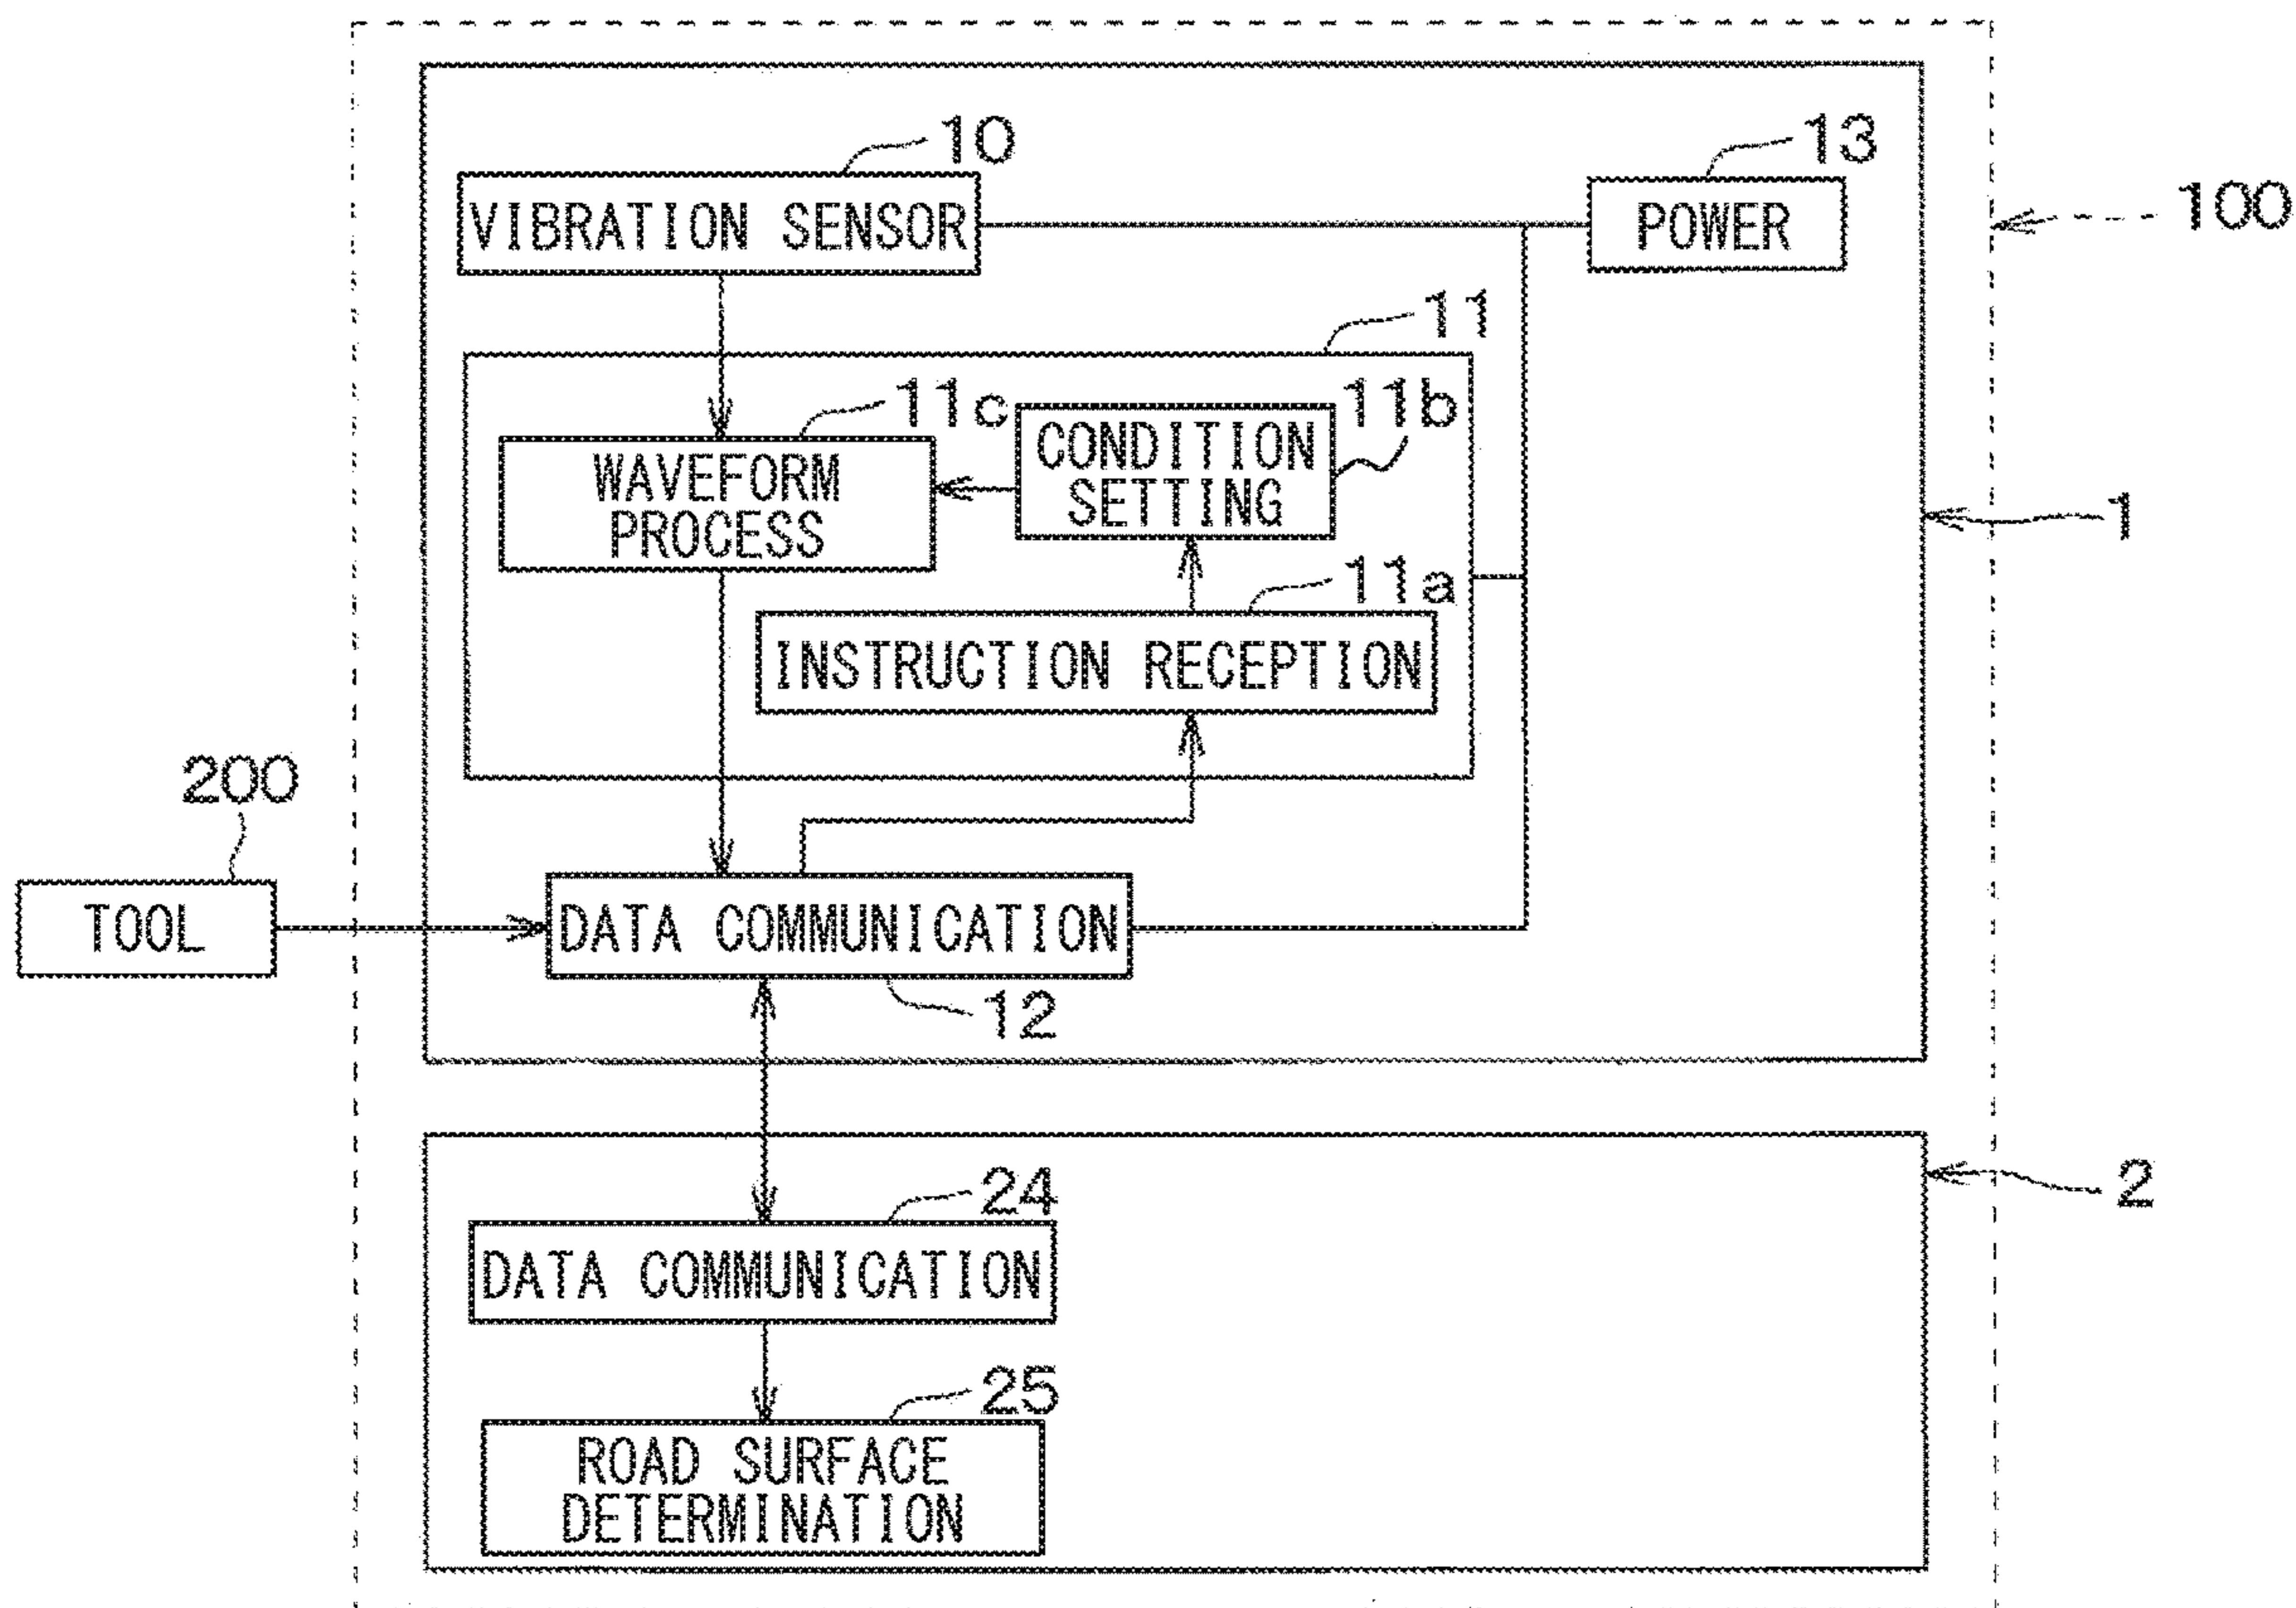 10
13
VIBRATION SENSOR
POWER
100
11
11c
11b
CONDITION
SETTING
WAVEFORM
PROCESS
1
11a
INSTRUCTION RECEPTION
200
TOOL
DATA COMMUNICATION
12
2
24
DATA COMMUNICATION
25
ROAD SURFACE
DETERMINATION